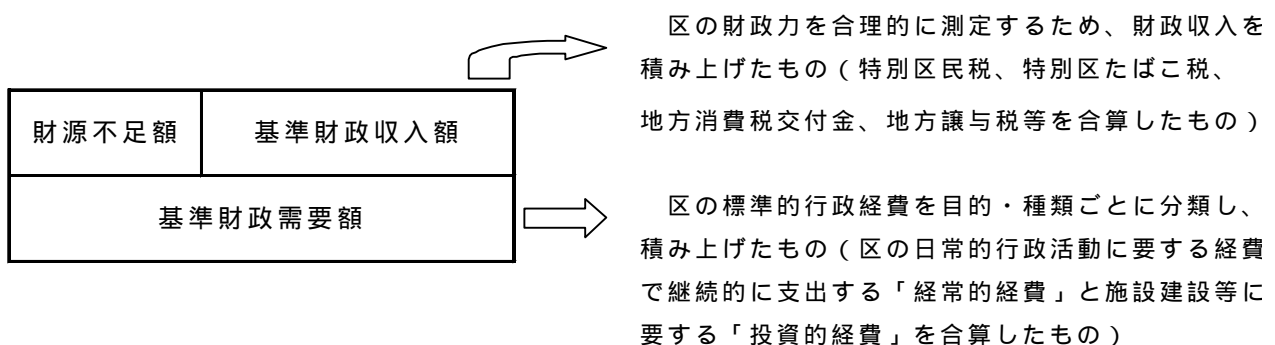 区の財政力を合理的に測定するため、財政収入を
積み上げたもの（特別区民税、特別区たばこ税、
地方消費税交付金、地方譲与税等を合算したもの）
財源不足額
基準財政収入額
基準財政需要額
区の標準的行政経費を目的・種類ごとに分類し、
積み上げたもの（区の日常的行政活動に要する経費
で継続的に支出する「経常的経費」と施設建設等に
要する「投資的経費」を合算したもの）